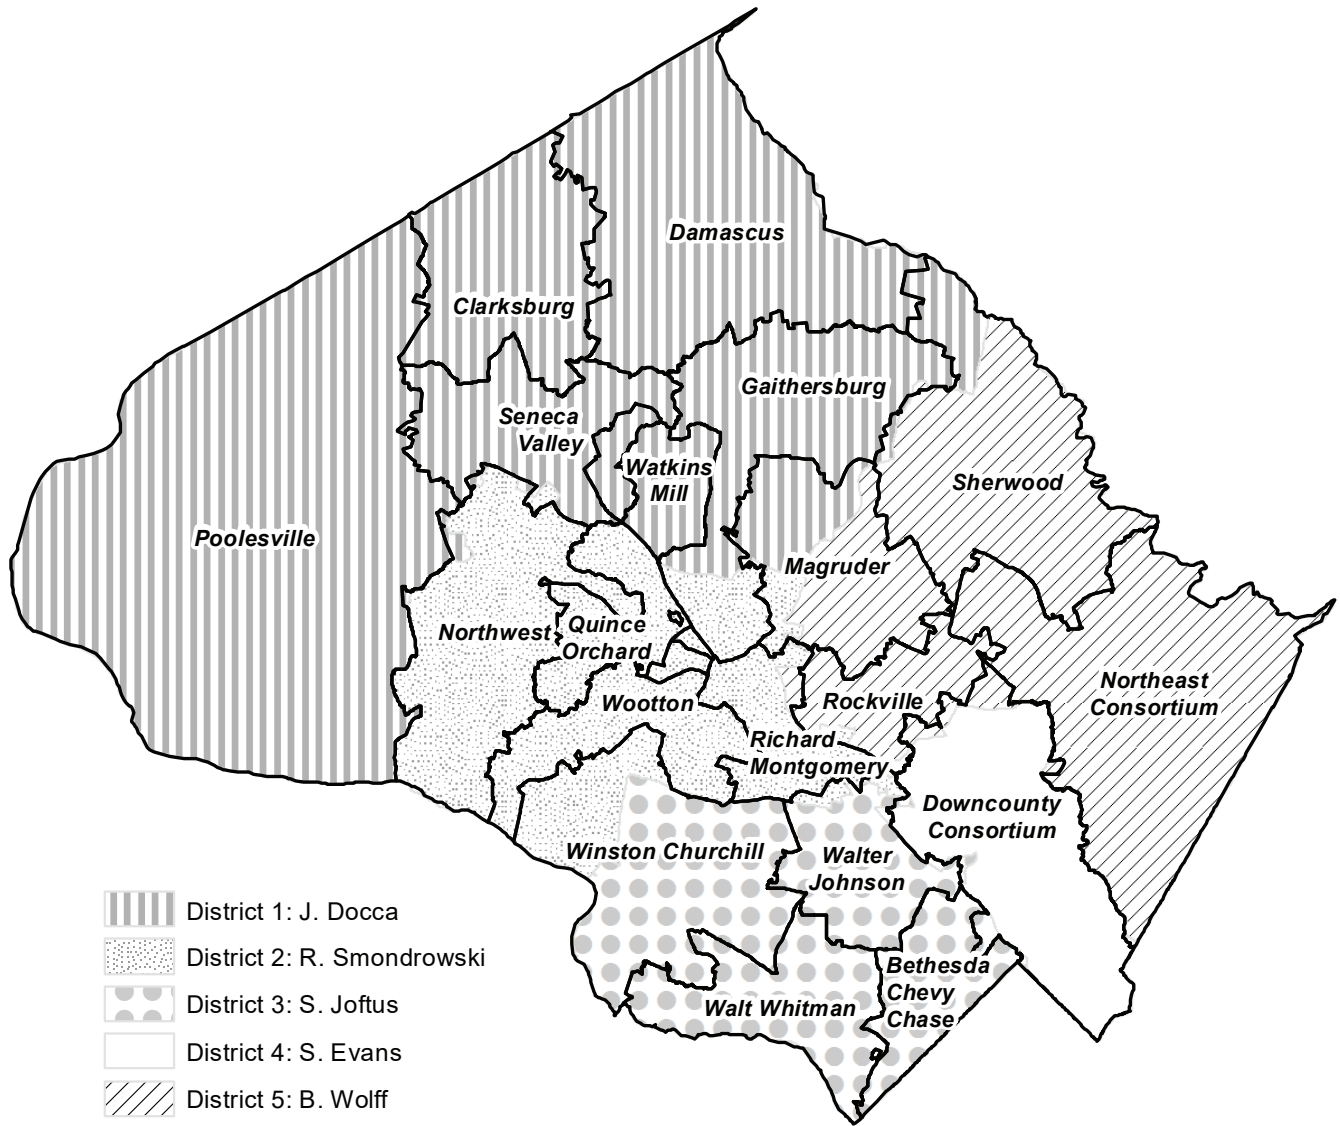 Damascus
Clarksburg
Gaithersburg
Seneca
Valley
Watkins
Mill
Sherwood
Poolesville
Magruder
Northwest
Quince
Orchard
Wootton
Rockville
Northeast
Consortium
Richard
Montgomery
Downcounty
Consortium
Winston Churchill
Walter
Johnson
Bethesda
Chevy
Chase
Walt Whitman
District 1: J. Docca
District 2: R. Smondrowski
District 3: S. Joftus
District 4: S. Evans
District 5: B. Wolff